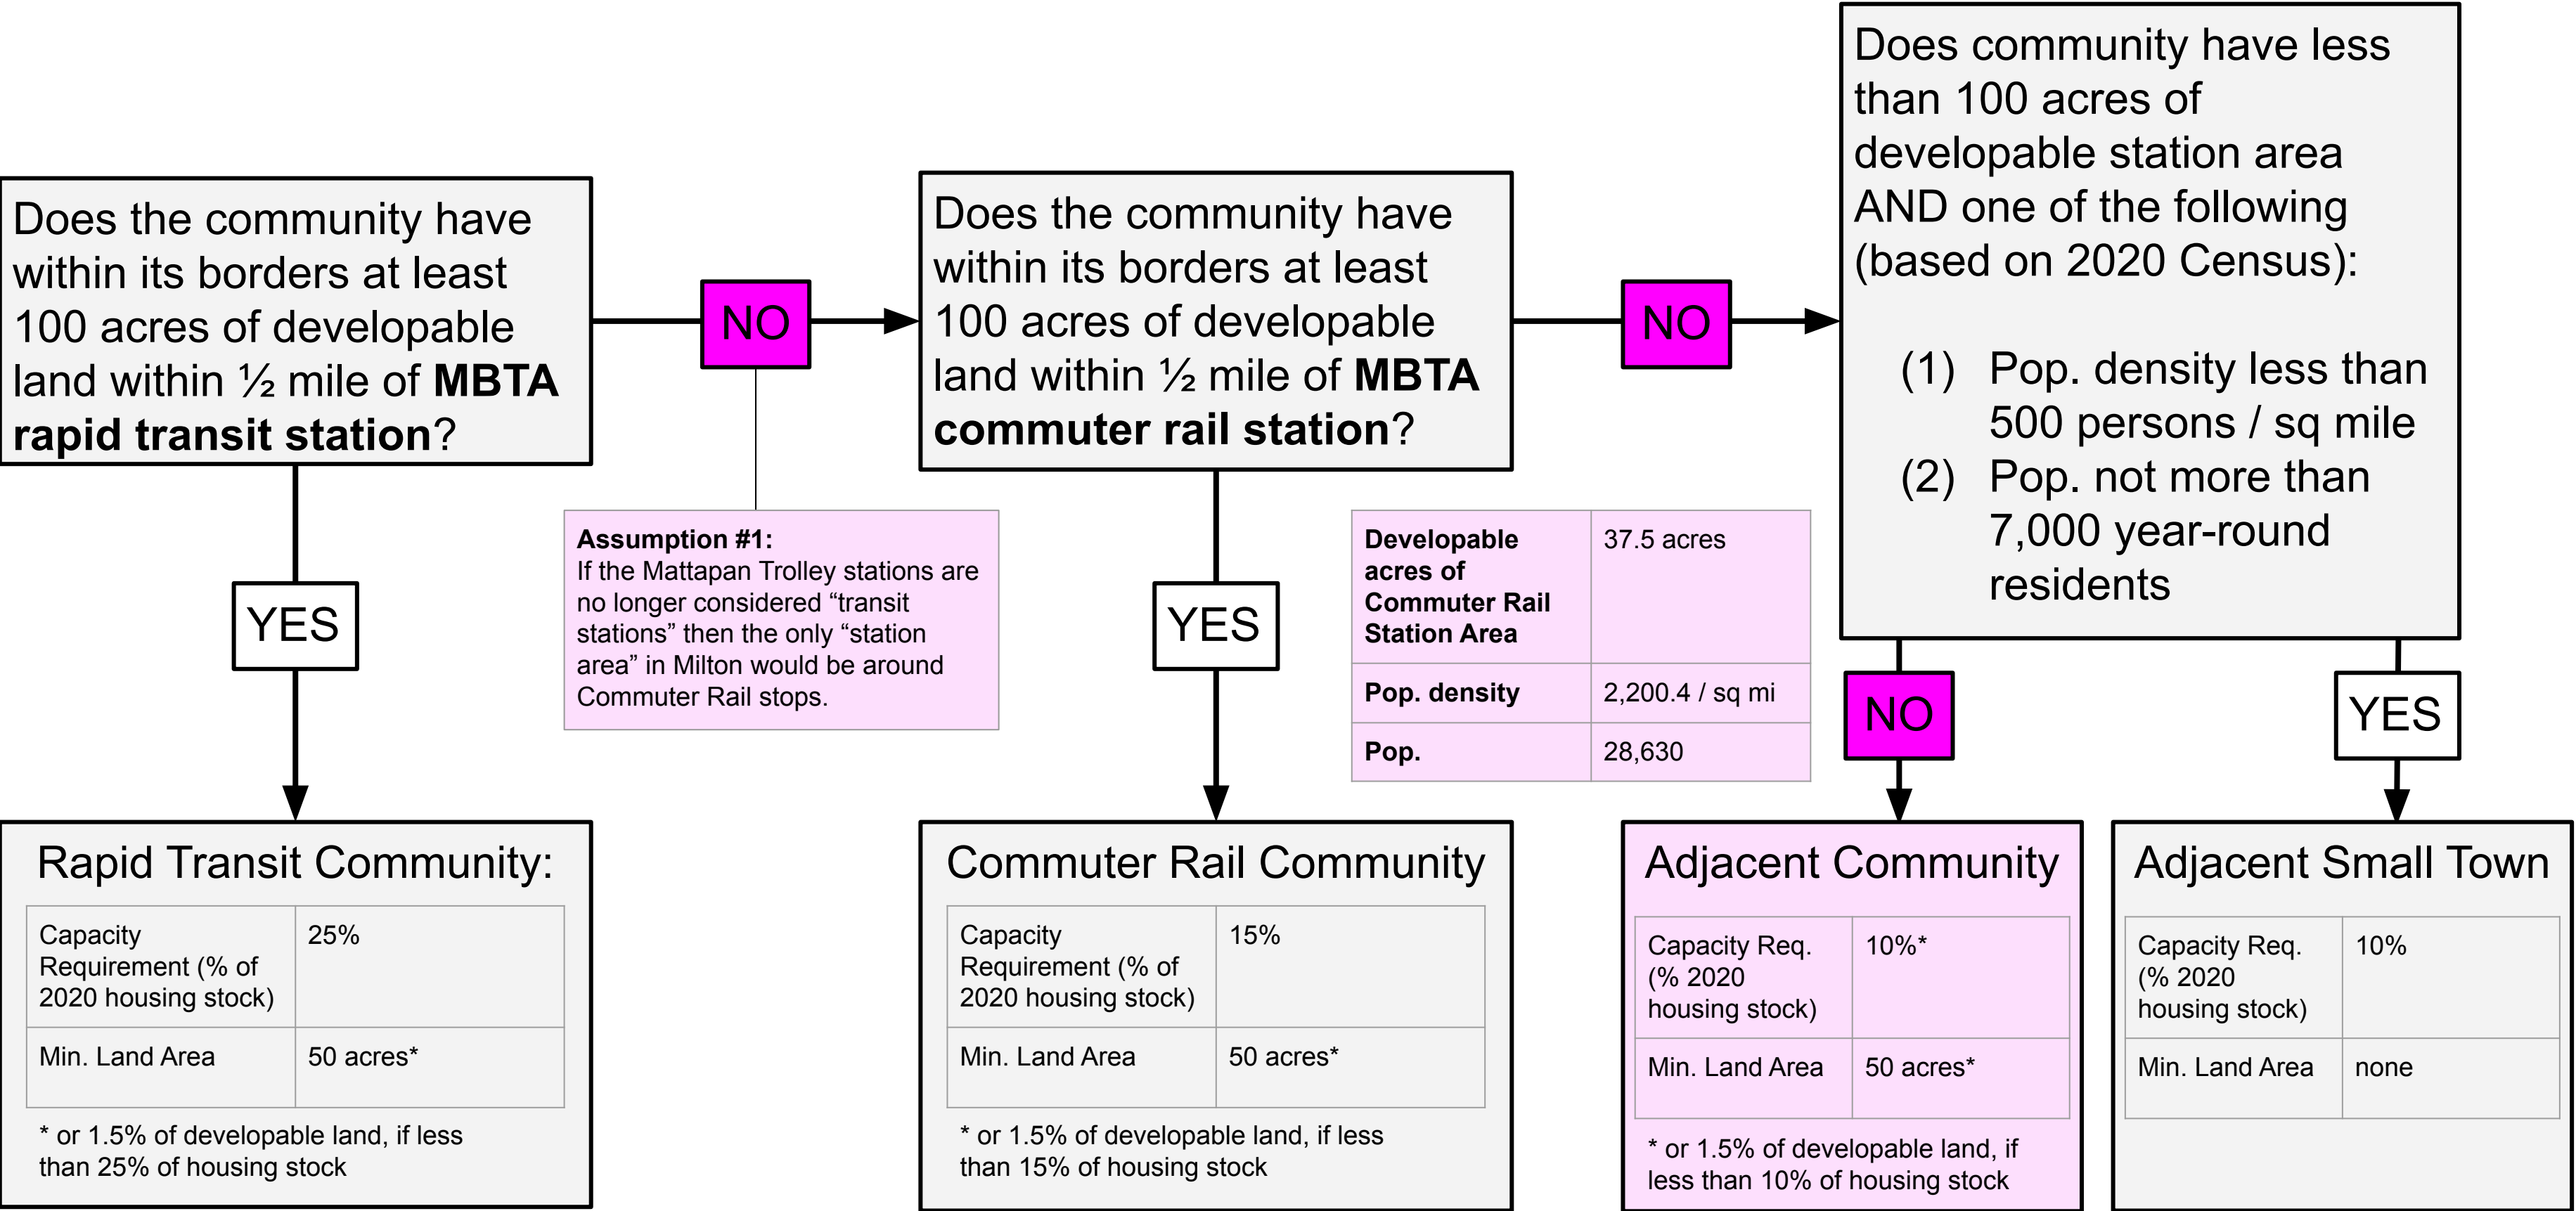 Does the community have
within its borders at least
100 acres of developable
land within ½ mile of MBTA
rapid transit station?
NO
Does the community have
within its borders at least
100 acres of developable
land within ½ mile of MBTA
commuter rail station?
NO
Does community have less
than 100 acres of
developable station area
AND one of the following
(based on 2020 Census):
(1) Pop. density less than
500 persons / sq mile
(2) Pop. not more than
7,000 year-round
residents
YES
Assumption #1:
If the Mattapan Trolley stations are
no longer considered “transit
stations” then the only “station
area” in Milton would be around
Commuter Rail stops.
YES
Developable
acres of
Commuter Rail
Station Area
37.5 acres
Pop. density
2,200.4 / sq mi
Pop.
28,630
NO
YES
Rapid Transit Community:
Capacity
Requirement (% of
2020 housing stock)
25%
Min. Land Area
50 acres*
* or 1.5% of developable land, if less
than 25% of housing stock
Commuter Rail Community
Capacity
Requirement (% of
2020 housing stock)
15%
Min. Land Area
50 acres*
* or 1.5% of developable land, if less
than 15% of housing stock
Adjacent Community
Capacity Req.
(% 2020
housing stock)
10%*
Min. Land Area
50 acres*
* or 1.5% of developable land, if
less than 10% of housing stock
Adjacent Small Town
Capacity Req.
(% 2020
housing stock)
10%
Min. Land Area
none